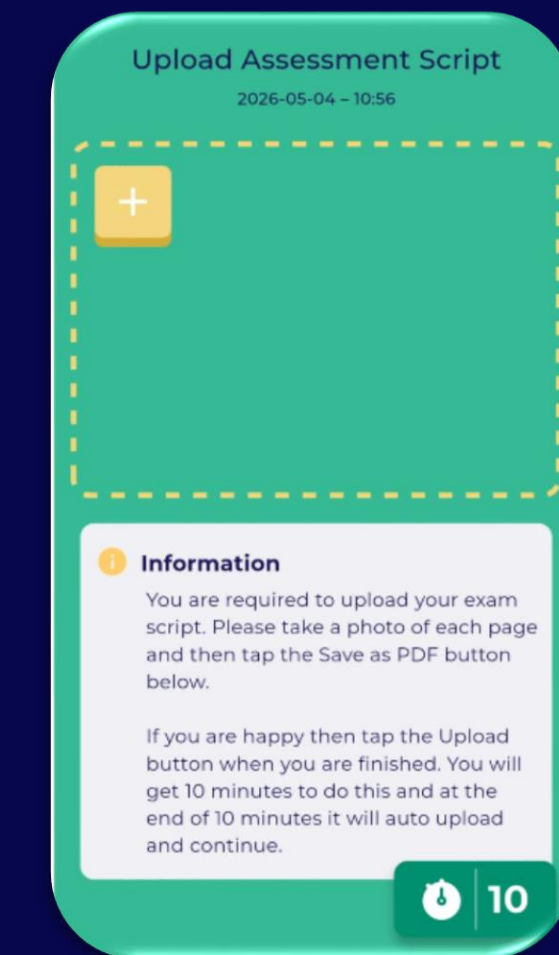 Upload Assessment Script
2026-05-04 – 10:56
+
Information
You are required to upload your exam
script. Please take a photo of each page
and then tap the Save as PDF button
below.
If you are happy then tap the Upload
button when you are finished. You will
get 10 minutes to do this and at the
end of 10 minutes it will auto upload
and continue.
10